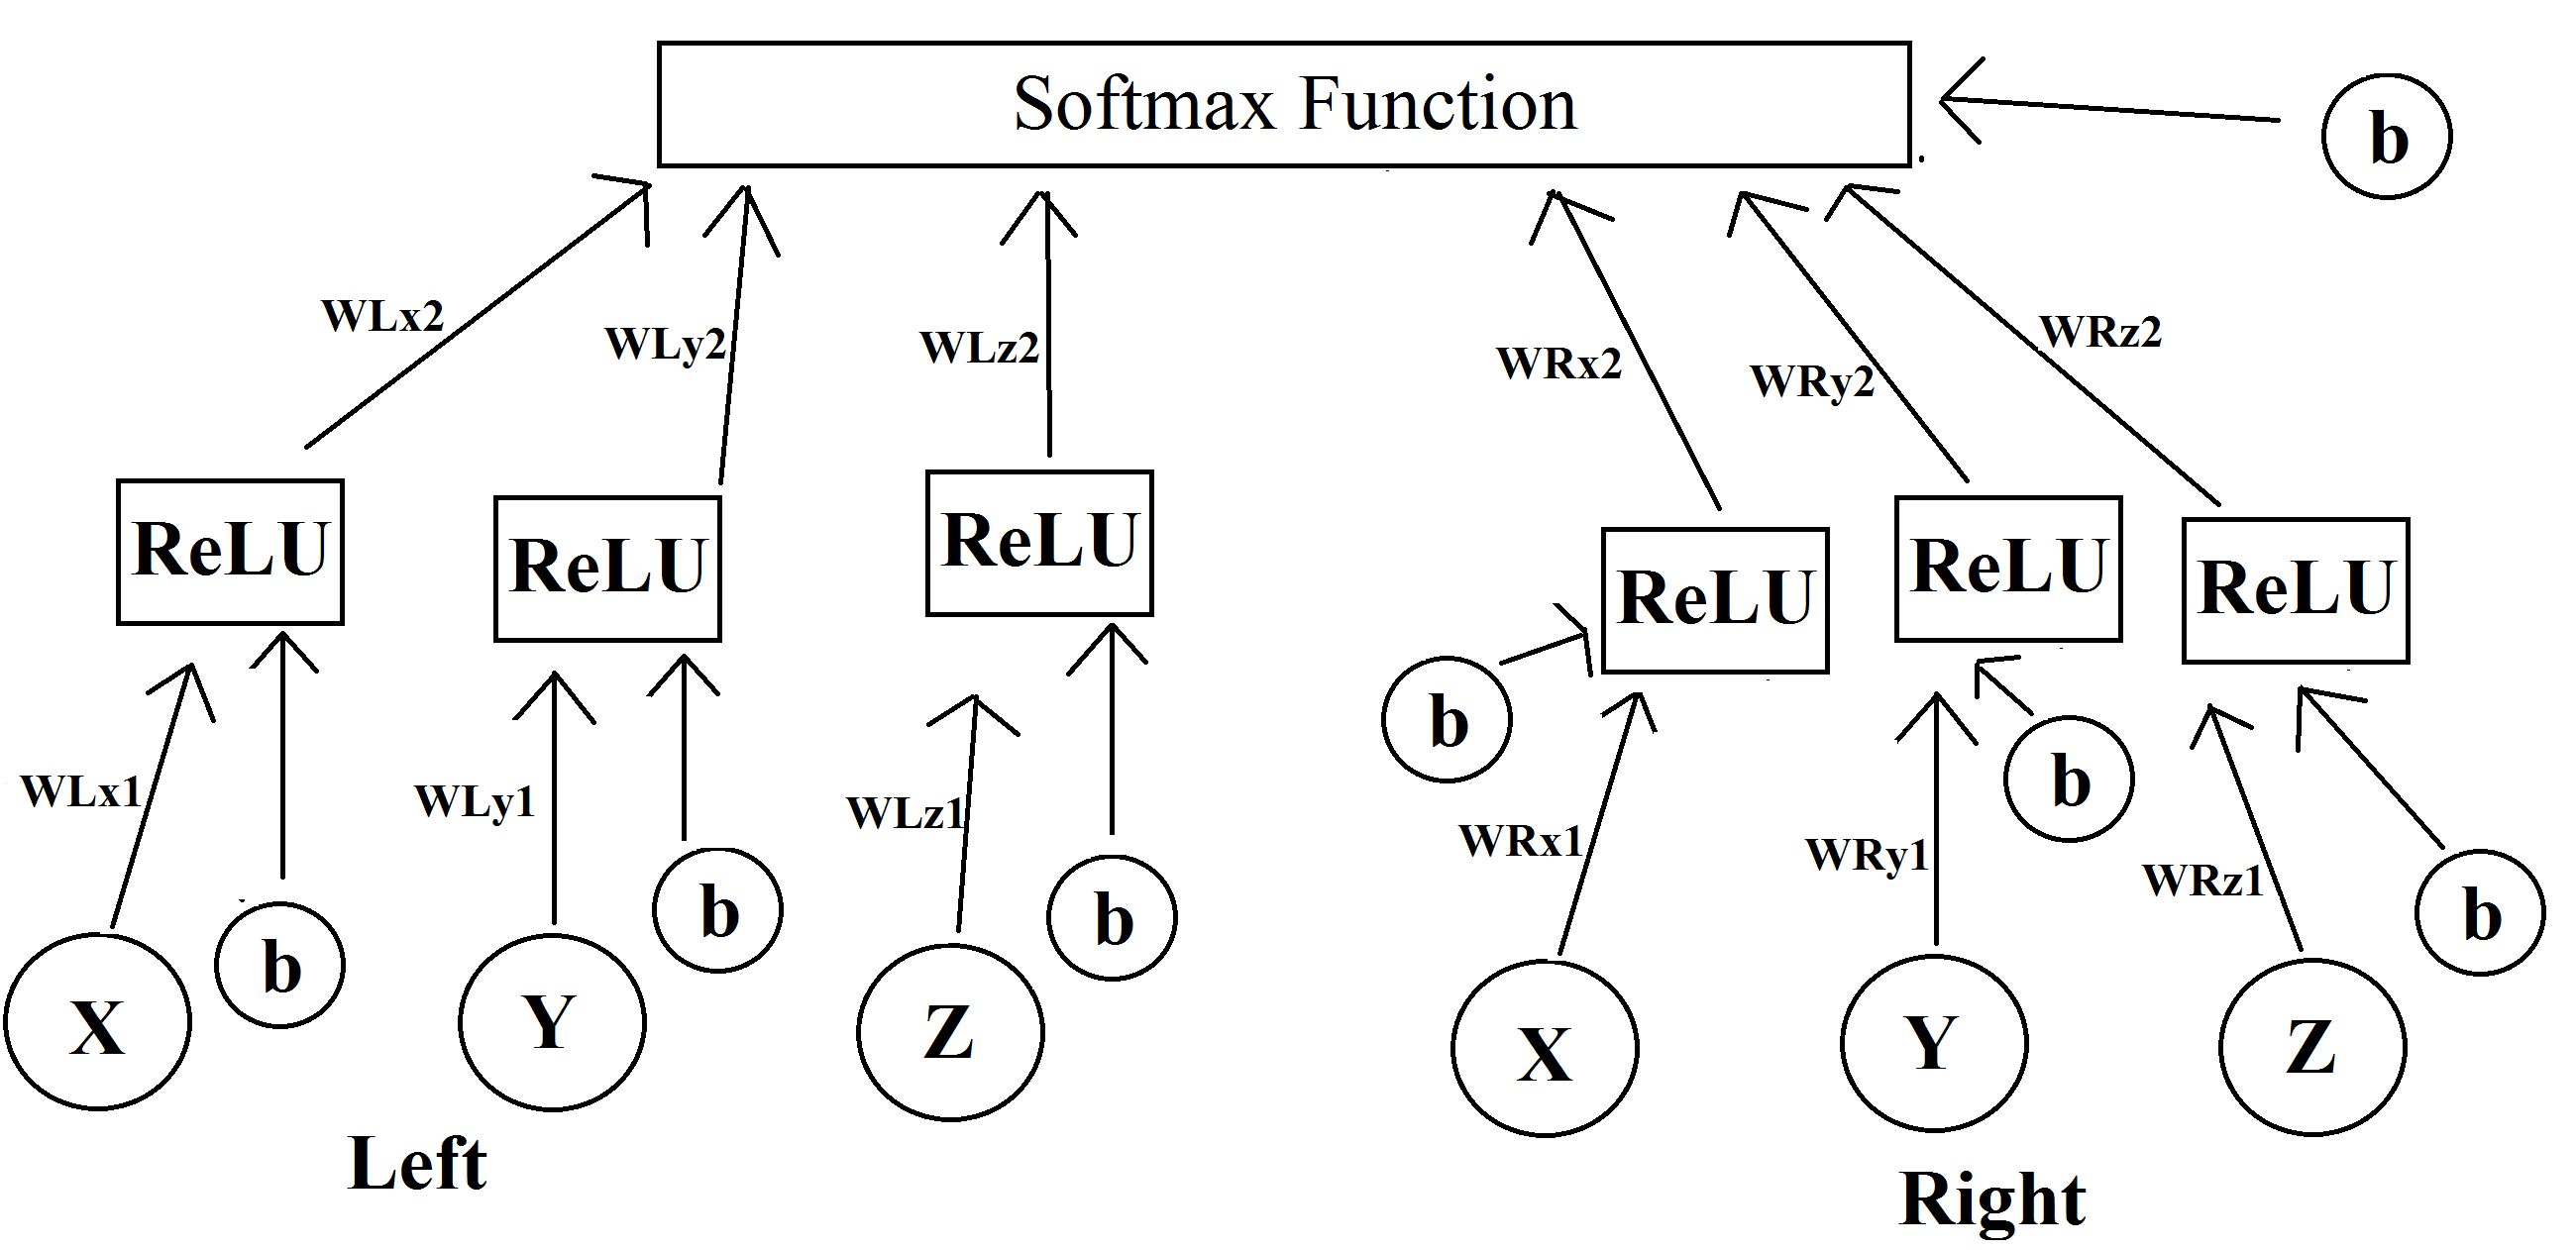 Softmax Function
b
WLx2
WLy2
WLz2
WRx2
WRy2
WRz2
ReLU
ReLU
ReLU
ReLU
ReLU
ReLU
WLx1
WLy1
WLz1
b
WRx1
WRy1
b
WRz1
b
X
b
Y
b
Z
b
X
Y
Z
Left
Right